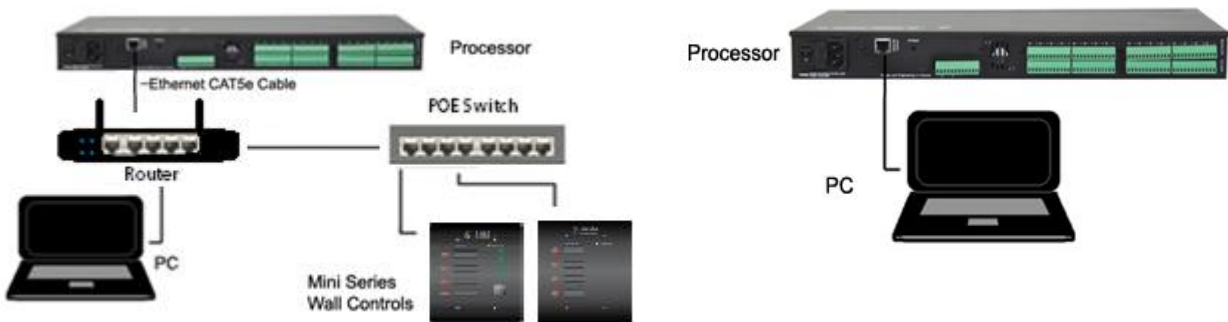 Processor
–Ethernet CAT5e Cable
POE Switch
Router
PC
Mini Series
Wall Controls
Processor
PC